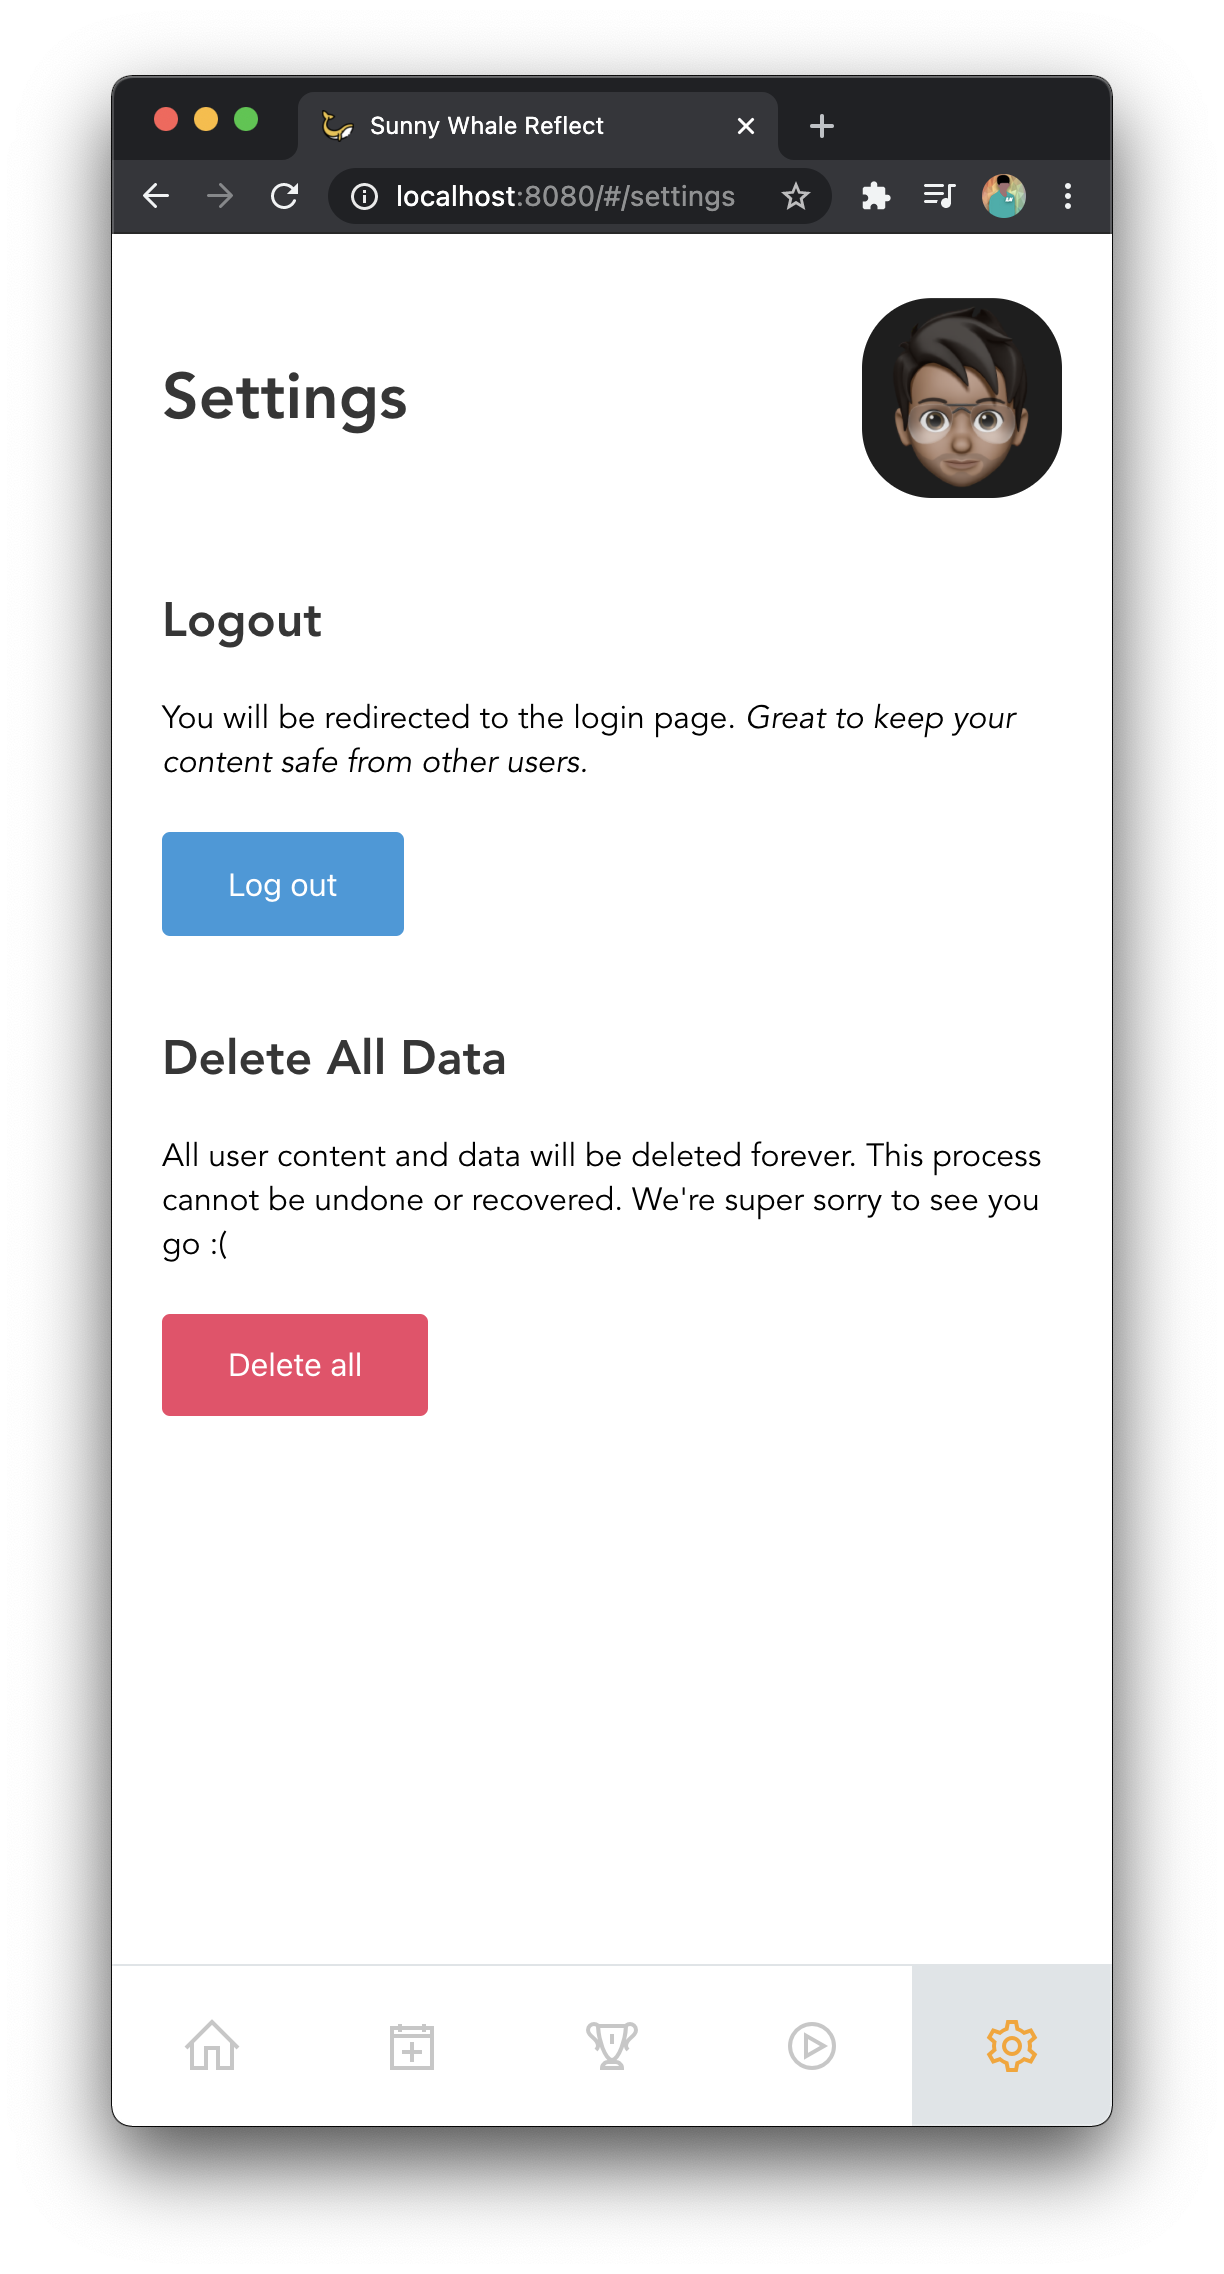 Sunny Whale Reflect
localhost:8080/#/settings
Settings
Logout
You will be redirected to the login page. Great to keep your
content safe from other users.
Log out
Delete All Data
All user content and data will be deleted forever. This process
cannot be undone or recovered. We're super sorry to see you
go :(
Delete all